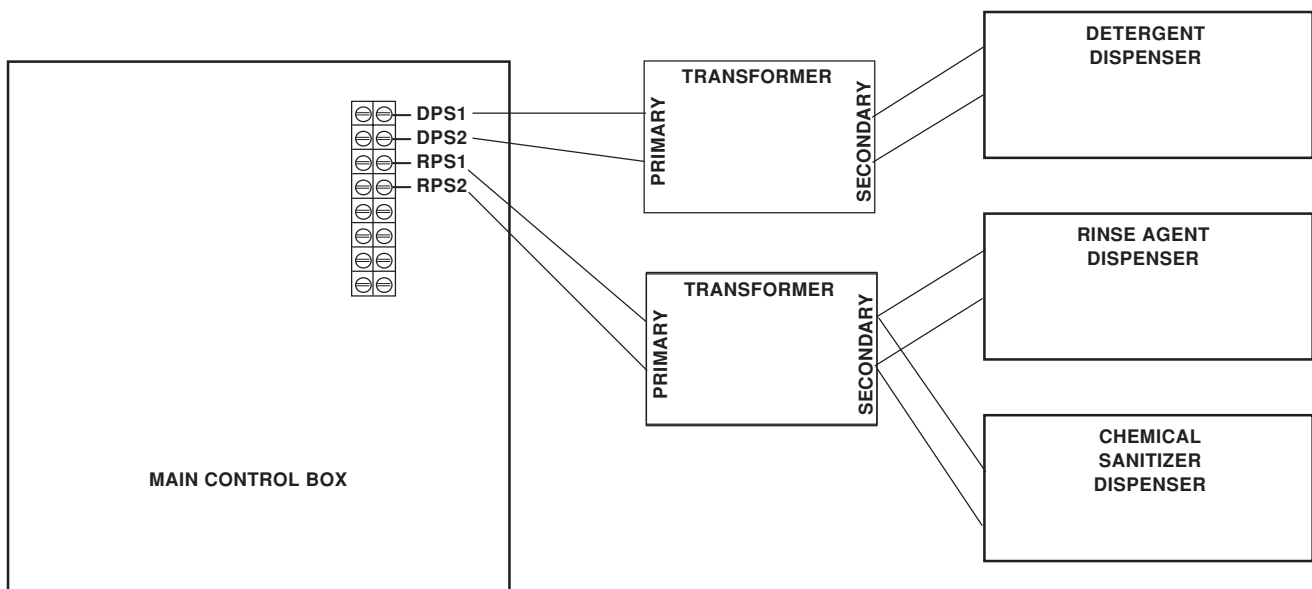 MAIN CONTROL BOX
DPS1
DPS2
RPS1
RPS2
TRANSFORMER
PRIMARY
SECONDARY
TRANSFORMER
PRIMARY
SECONDARY
DETERGENT
DISPENSER
RINSE AGENT
DISPENSER
CHEMICAL
SANITIZER
DISPENSER